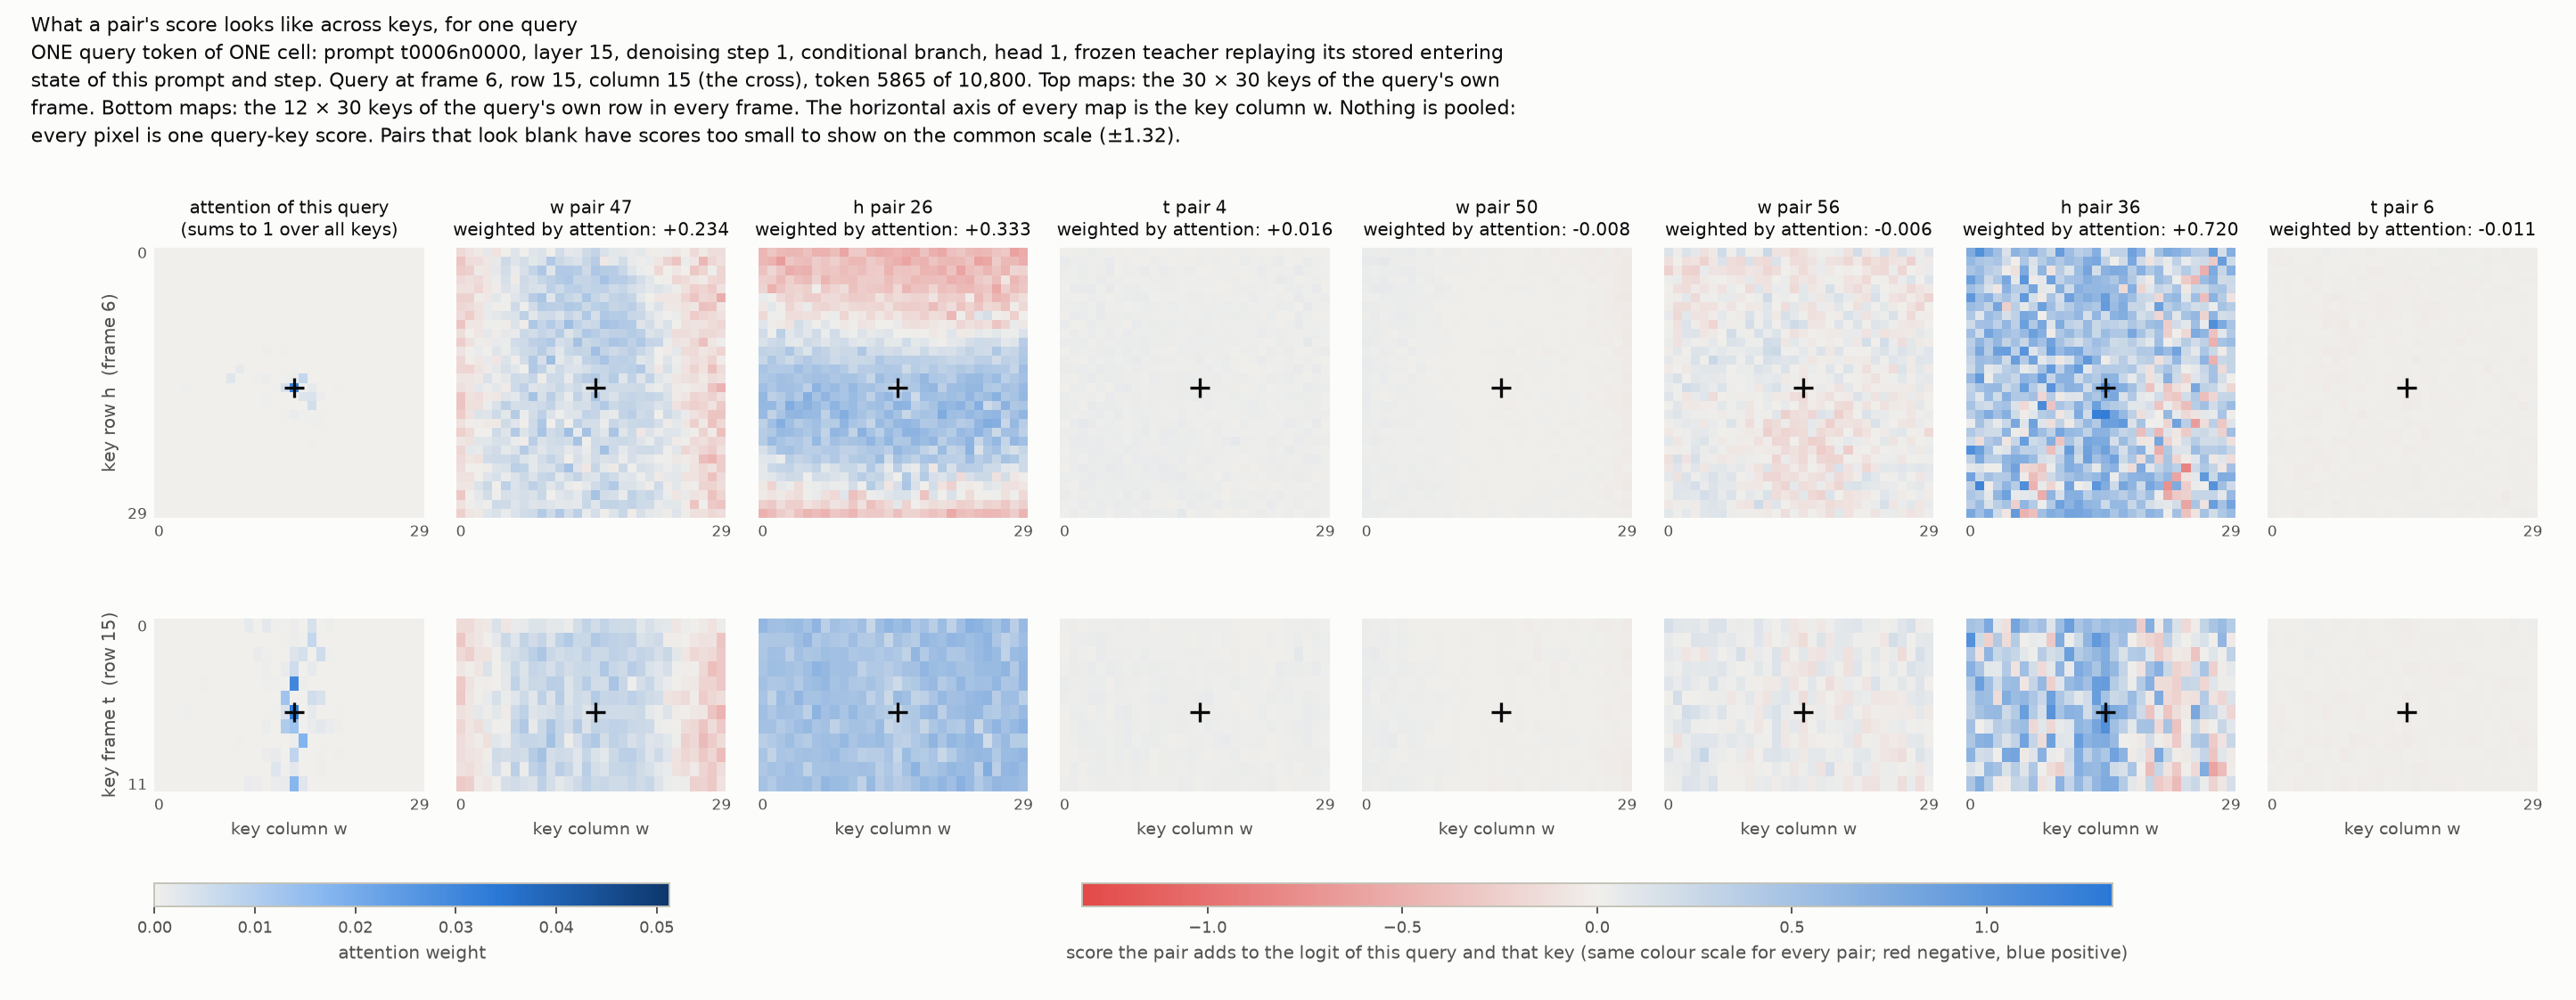 What a pair's score looks like across keys, for one query
ONE query token of ONE cell: prompt t0006n0000, layer 15, denoising step 1, conditional branch, head 1, frozen teacher replaying its stored entering
state of this prompt and step. Query at frame 6, row 15, column 15 (the cross), token 5865 of 10,800. Top maps: the 30 × 30 keys of the query's own
frame. Bottom maps: the 12 × 30 keys of the query's own row in every frame. The horizontal axis of every map is the key column w. Nothing is pooled:
every pixel is one query-key score. Pairs that look blank have scores too small to show on the common scale (±1.32).
attention of this query
(sums to 1 over all keys)
w pair 47
weighted by attention: +0.234
h pair 26
weighted by attention: +0.333
t pair 4
weighted by attention: +0.016
w pair 50
weighted by attention: -0.008
w pair 56
weighted by attention: -0.006
h pair 36
weighted by attention: +0.720
t pair 6
weighted by attention: -0.011
key row h (frame 6)
0
29
0 29
0 29
0 29
0 29
0 29
0 29
0 29
0 29
key frame t (row 15)
0
11
0 29
0 29
0 29
0 29
0 29
0 29
0 29
0 29
key column w
key column w
key column w
key column w
key column w
key column w
key column w
key column w
0.00 0.01 0.02 0.03 0.04 0.05
attention weight
−1.0 −0.5 0.0 0.5 1.0
score the pair adds to the logit of this query and that key (same colour scale for every pair; red negative, blue positive)